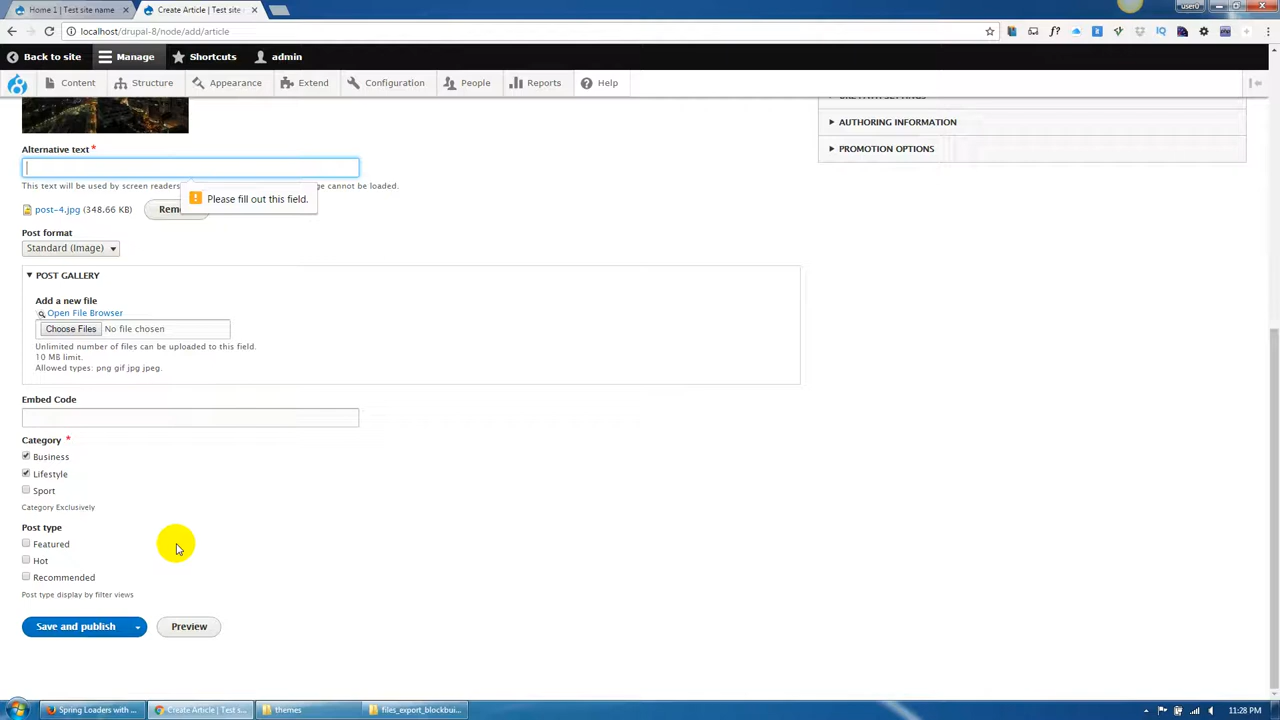 Home 1 | Test site name
Create Article | Test site
user0
localhost/drupal-8/node/add/article
Back to site
Manage
Shortcuts
admin
Content
Structure
Appearance
Extend
Configuration
People
Reports
Help
AUTHORING INFORMATION
PROMOTION OPTIONS
Alternative text *
This text will be used by screen readers
ge cannot be loaded.
Please fill out this field.
post-4.jpg (348.66 KB)
Post format
Standard (Image)
POST GALLERY
Add a new file
Open File Browser
Choose Files No file chosen
Unlimited number of files can be uploaded to this field.
10 MB limit.
Allowed types: png gif jpg jpeg.
Embed Code
Category *
Business
Lifestyle
Sport
Category Exclusively
Post type
Featured
Hot
Recommended
Post type display by filter views
Save and publish
Preview
Spring Loaders with ...
Create Article | Test s...
themes
files_export_blockbui...
11:28 PM